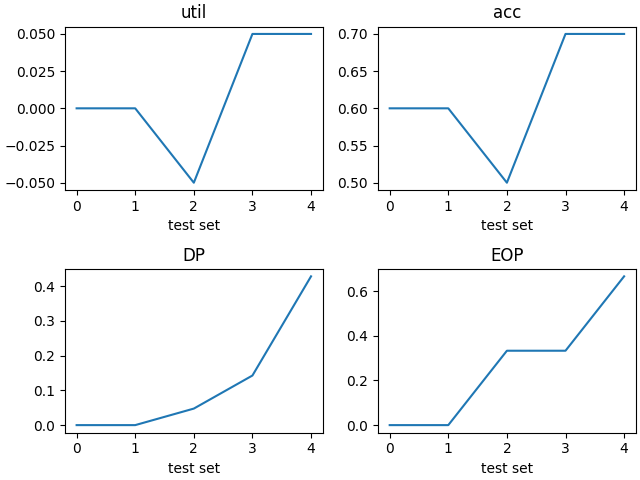 util
0.050
0.025
0.000
−0.025
−0.050
0 1 2 3 4
test set
acc
0.70
0.65
0.60
0.55
0.50
0 1 2 3 4
test set
DP
0.4
0.3
0.2
0.1
0.0
0 1 2 3 4
test set
EOP
0.6
0.4
0.2
0.0
0 1 2 3 4
test set